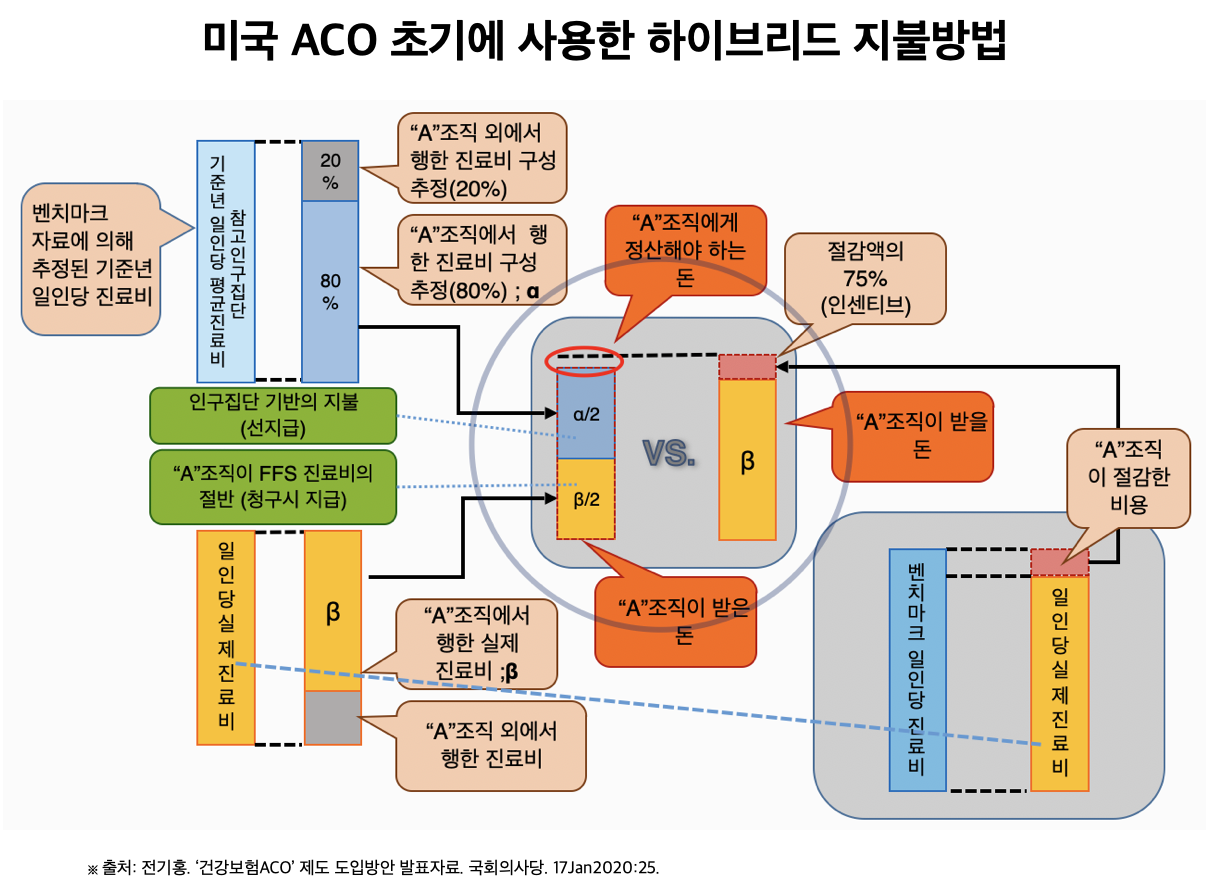 미국 ACO 초기에 사용한 하이브리드 지불방법
벤치마크
자료에 의해
추정된 기준년
일인당 진료비
기준년 일인당 평균진료비
참고인구집단
20
%
80
%
“A”조직 외에서
행한 진료비 구성
추정(20%)
“A”조직에서 행
한 진료비 구성
추정(80%) ; α
“A”조직에게
정산해야 하는
돈
절감액의
75%
(인센티브)
인구집단 기반의 지불
(선지급)
“A”조직이 FFS 진료비의
절반 (청구시 지급)
α/2
β/2
VS.
β
“A”조직이 받을
돈
“A”조직
이 절감한
비용
“A”조직이 받은
돈
일인당실제진료비
β
“A”조직에서
행한 실제
진료비 ;β
“A”조직 외에서
행한 진료비
벤치마크 일인당 진료비
일인당실제진료비
※ 출처: 전기홍. ‘건강보험ACO’ 제도 도입방안 발표자료. 국회의사당. 17Jan2020:25.